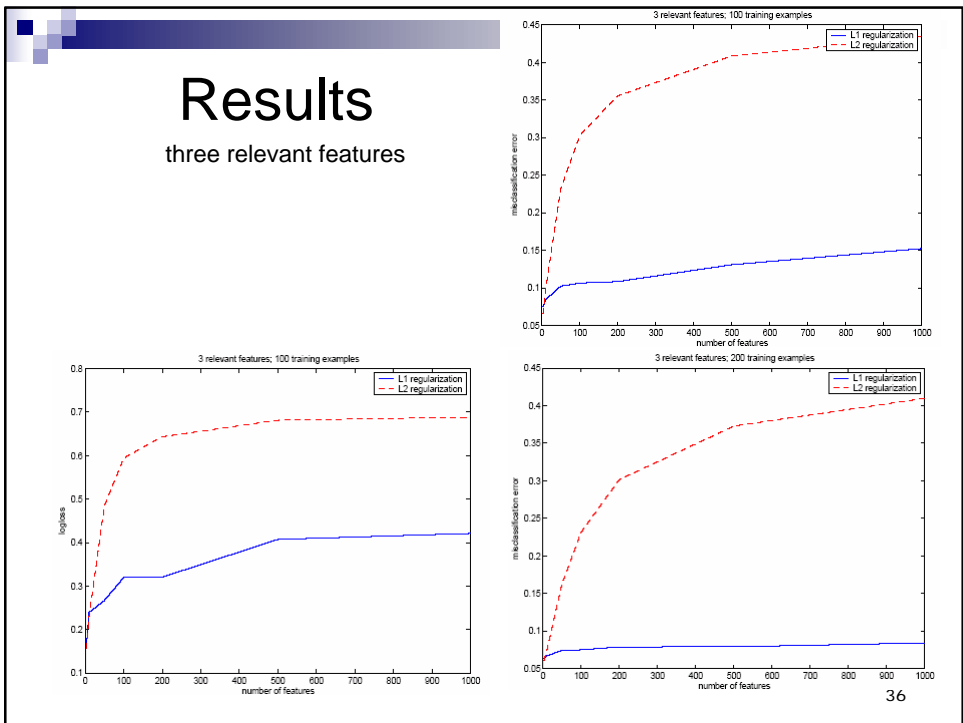 Results
three relevant features
3 relevant features; 100 training examples
L1 regularization
L2 regularization
0.45
0.4
0.35
0.3
0.25
0.2
0.15
0.1
0.05
misclassification error
0 100 200 300 400 500 600 700 800 900 1000
number of features
3 relevant features; 100 training examples
L1 regularization
L2 regularization
0.8
0.7
0.6
0.5
0.4
0.3
0.2
0.1
logloss
0 100 200 300 400 500 600 700 800 900 1000
number of features
3 relevant features; 200 training examples
L1 regularization
L2 regularization
0.45
0.4
0.35
0.3
0.25
0.2
0.15
0.1
0.05
misclassification error
0 100 200 300 400 500 600 700 800 900 1000
number of features
36